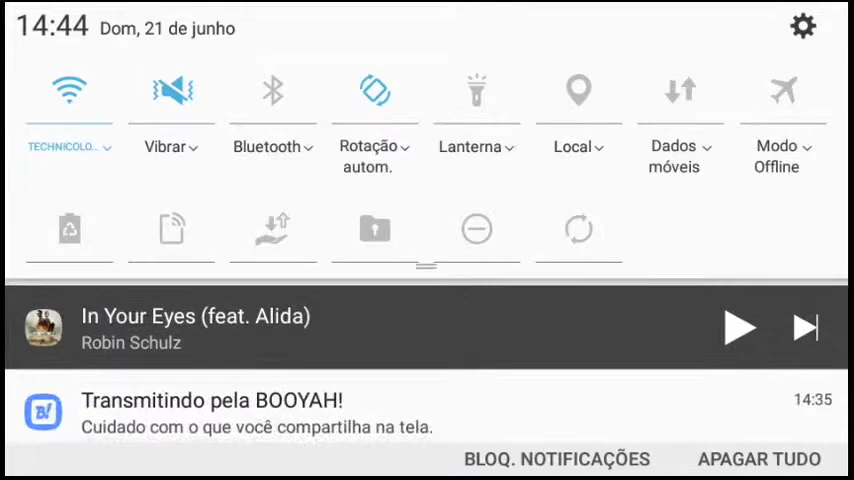 14:44 Dom, 21 de junho
TECHNICOLO... Vibrar Bluetooth Rotação autom. Lanterna Local Dados móveis Modo Offline
In Your Eyes (feat. Alida)
Robin Schulz
B!
Transmitindo pela BOOYAH! 14:35
Cuidado com o que você compartilha na tela.
BLOQ. NOTIFICAÇÕES APAGAR TUDO